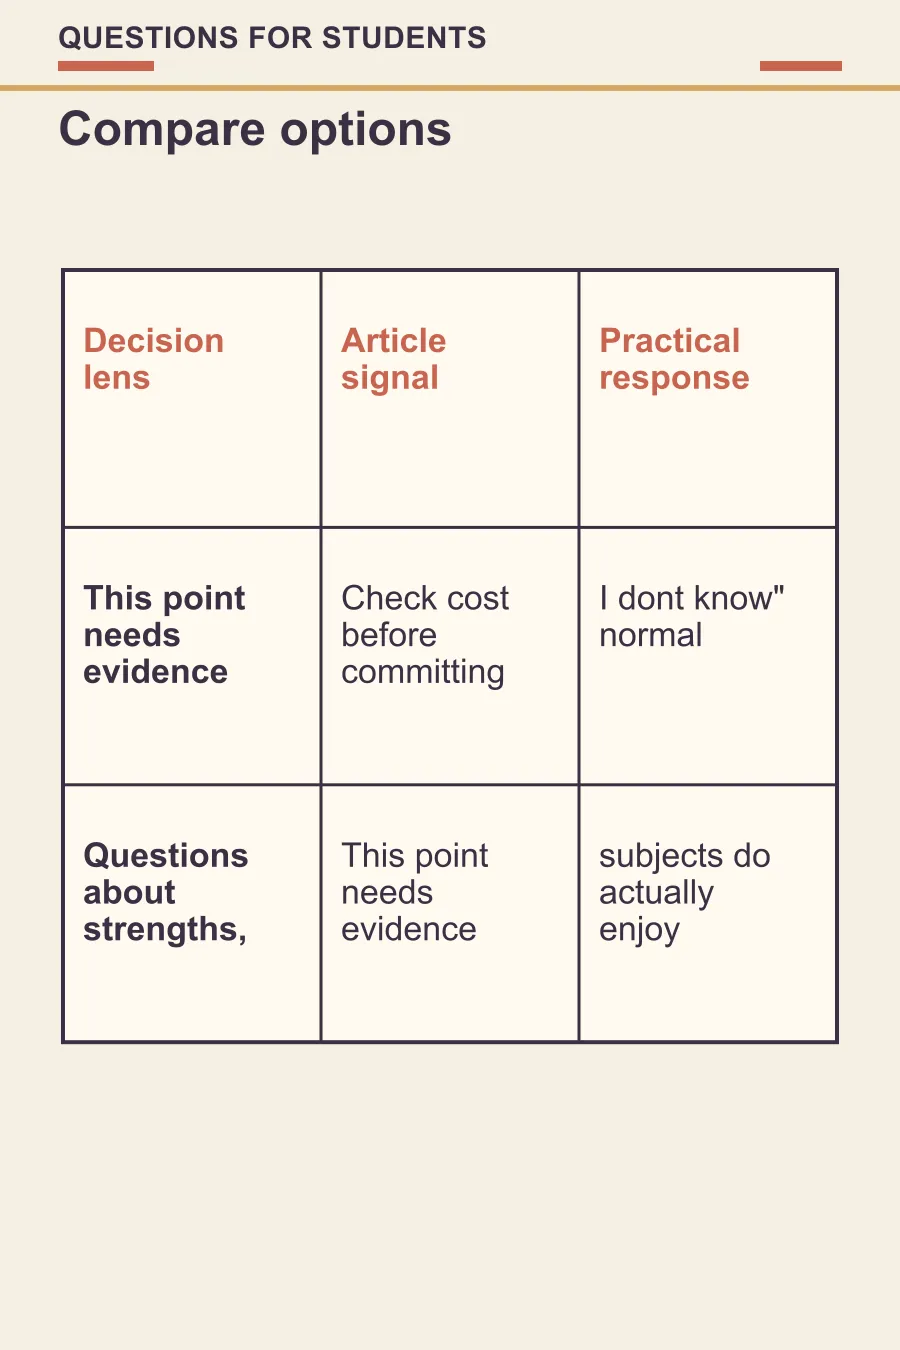 QUESTIONS FOR STUDENTS
Compare options
Decision
lens
Article
signal
Practical
response
This point
needs
evidence
Check cost
before
committing
I dont know"
normal
Questions
about
strengths,
This point
needs
evidence
subjects do
actually
enjoy